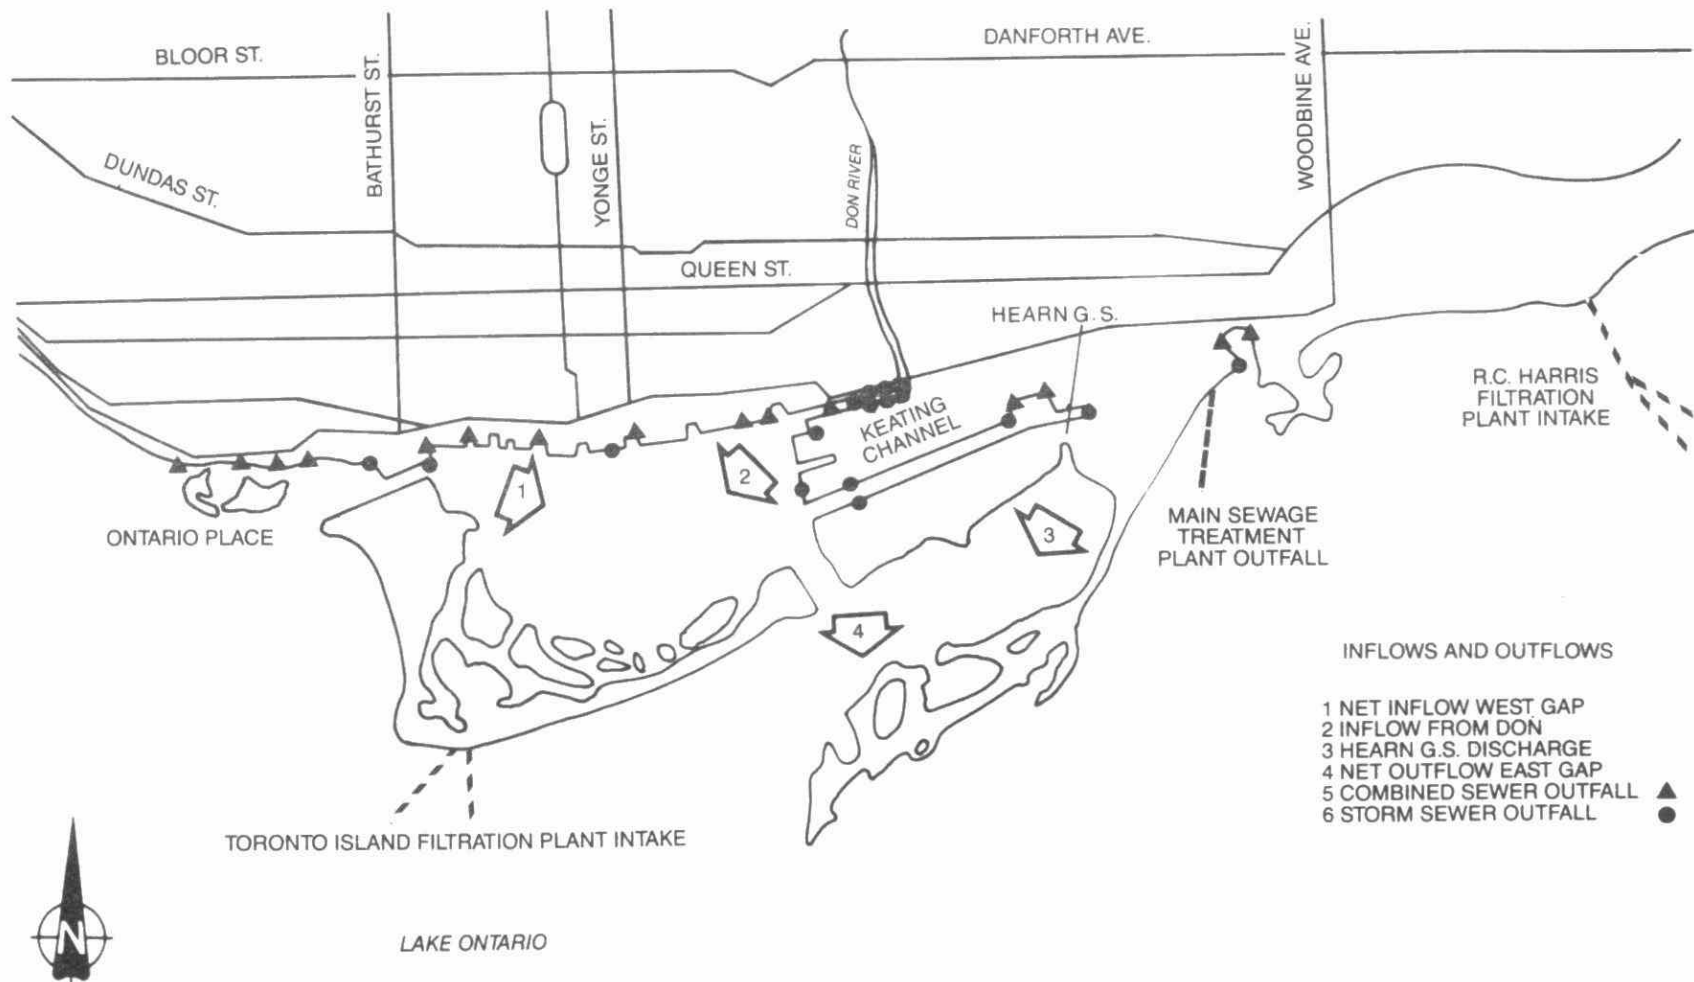 BLOOR ST.
DANFORTH AVE.
BATHURST ST.
YONGE ST.
WOODBINE AVE.
DUNDAS ST.
DON RIVER
QUEEN ST.
HEARN G.S.
KEATING
CHANNEL
R.C. HARRIS
FILTRATION
PLANT INTAKE
1
2
3
4
ONTARIO PLACE
MAIN SEWAGE
TREATMENT
PLANT OUTFALL
INFLOWS AND OUTFLOWS
1 NET INFLOW WEST GAP
2 INFLOW FROM DON
3 HEARN G.S. DISCHARGE
4 NET OUTFLOW EAST GAP
5 COMBINED SEWER OUTFALL
6 STORM SEWER OUTFALL
TORONTO ISLAND FILTRATION PLANT INTAKE
N
LAKE ONTARIO